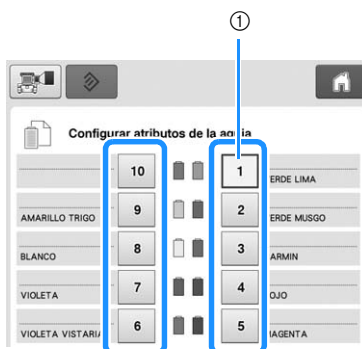 ①
Configurar atributos de la aguja
10 1 ERDE LIMA
AMARILLO TRIGO 9 2 ERDE MUSGO
BLANCO 8 3 ARMIN
VIOLETA 7 4 OJO
VIOLETA VISTARIA 6 5 IAGENTA